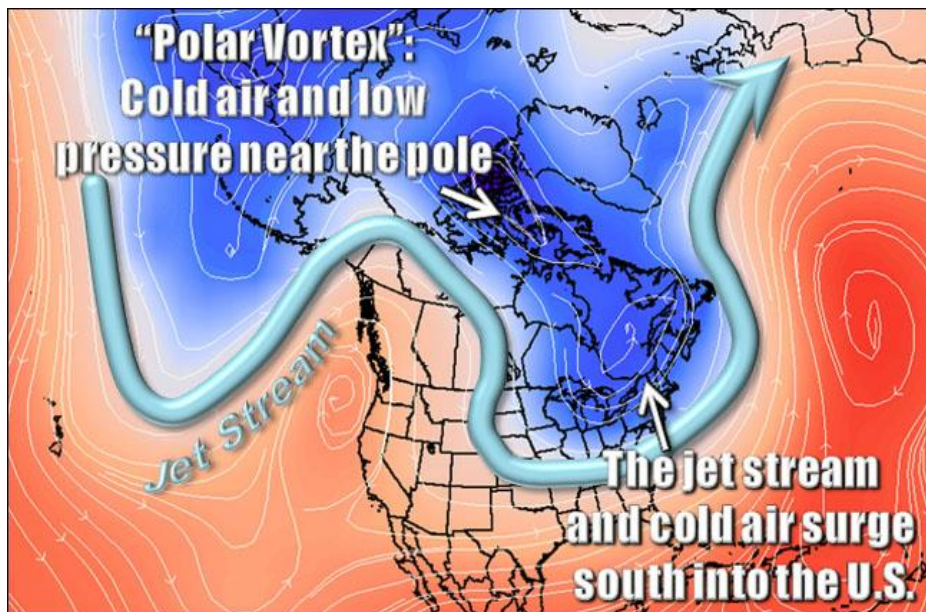 “Polar Vortex”:
Cold air and low
pressure near the pole
Jet Stream
The jet stream
and cold air surge
south into the U.S.